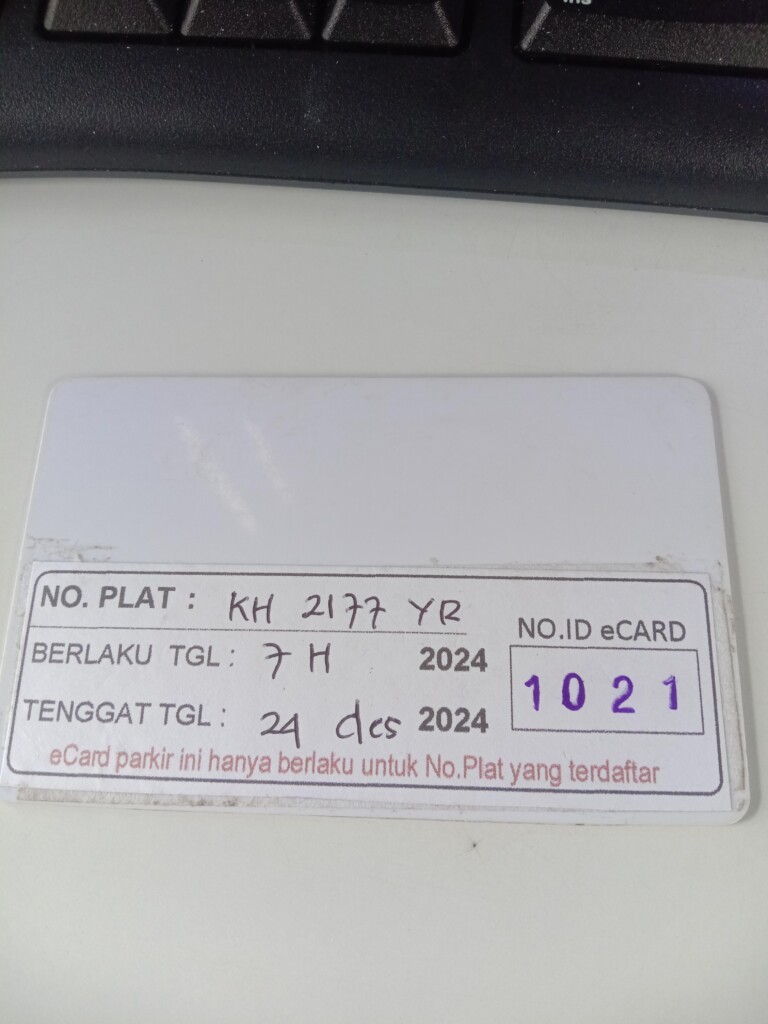 Ins
NO. PLAT : KH 2177 YR
BERLAKU TGL : 7 H 2024
TENGGAT TGL : 24 des 2024
NO.ID eCARD
1021
eCard parkir ini hanya berlaku untuk No.Plat yang terdaftar